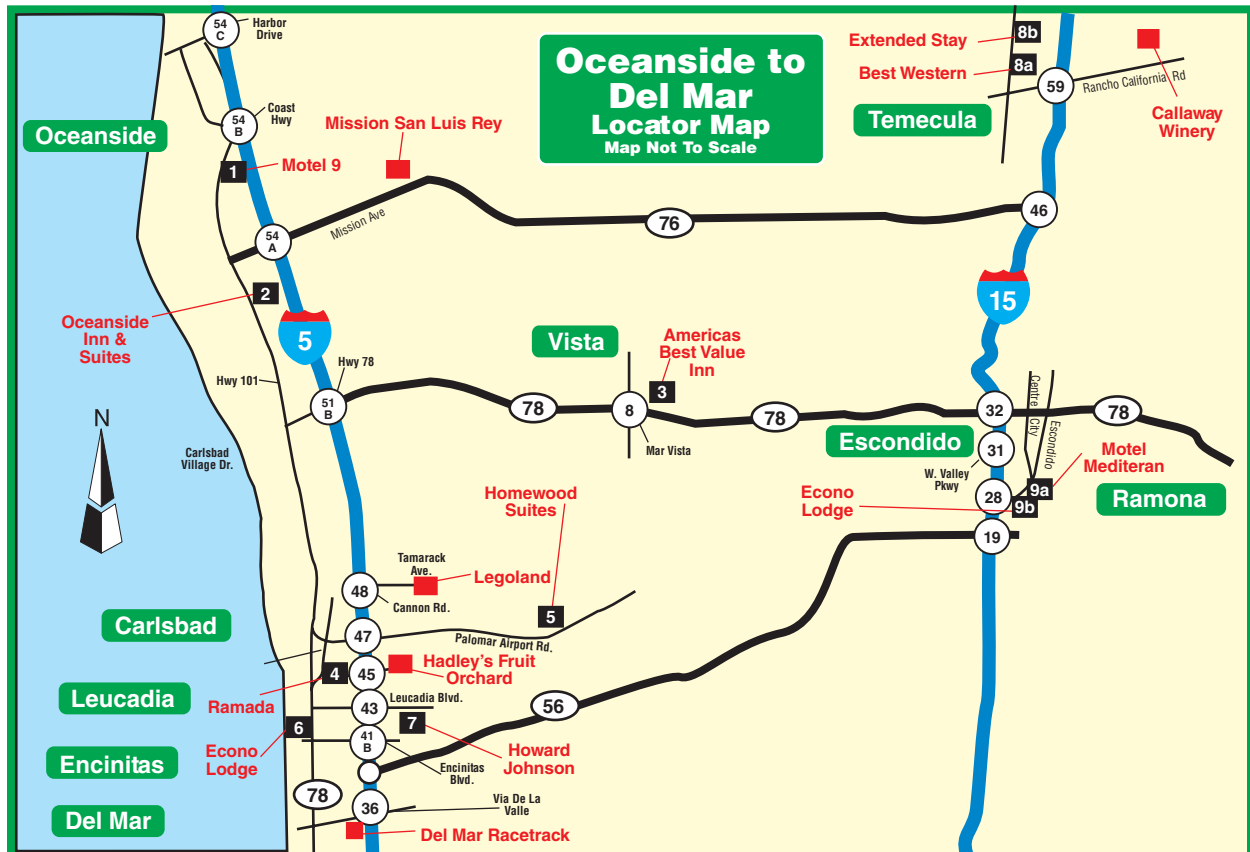 54
C
Harbor
Drive
Oceanside to
Del Mar
Locator Map
Map Not To Scale
Extended Stay
8b
Best Western
8a
59
Rancho California Rd
Temecula
Callaway
Winery
Oceanside
54
B
Coast
Hwy
Mission San Luis Rey
1
Motel 9
54
A
Mission Ave
76
46
2
Oceanside
Inn &
Suites
5
15
Vista
Americas
Best Value
Inn
3
Hwy 78
Hwy 101
51
B
78
8
78
32
78
Mar Vista
Centre
City
Escondido
Escondido
31
W. Valley
Pkwy
Motel
Mediteran
N
Carlsbad
Village Dr.
Homewood
Suites
Econo
Lodge
28
9a
9b
Ramona
19
Tamarack
Ave.
48
Legoland
Cannon Rd.
5
Carlsbad
47
Palomar Airport Rd.
4
45
Hadley's Fruit
Orchard
Leucadia
Ramada
43
Leucadia Blvd.
56
6
7
41
B
Econo
Lodge
Howard
Johnson
Encinitas
Encinitas
Blvd.
78
36
Via De La
Valle
Del Mar
Del Mar Racetrack